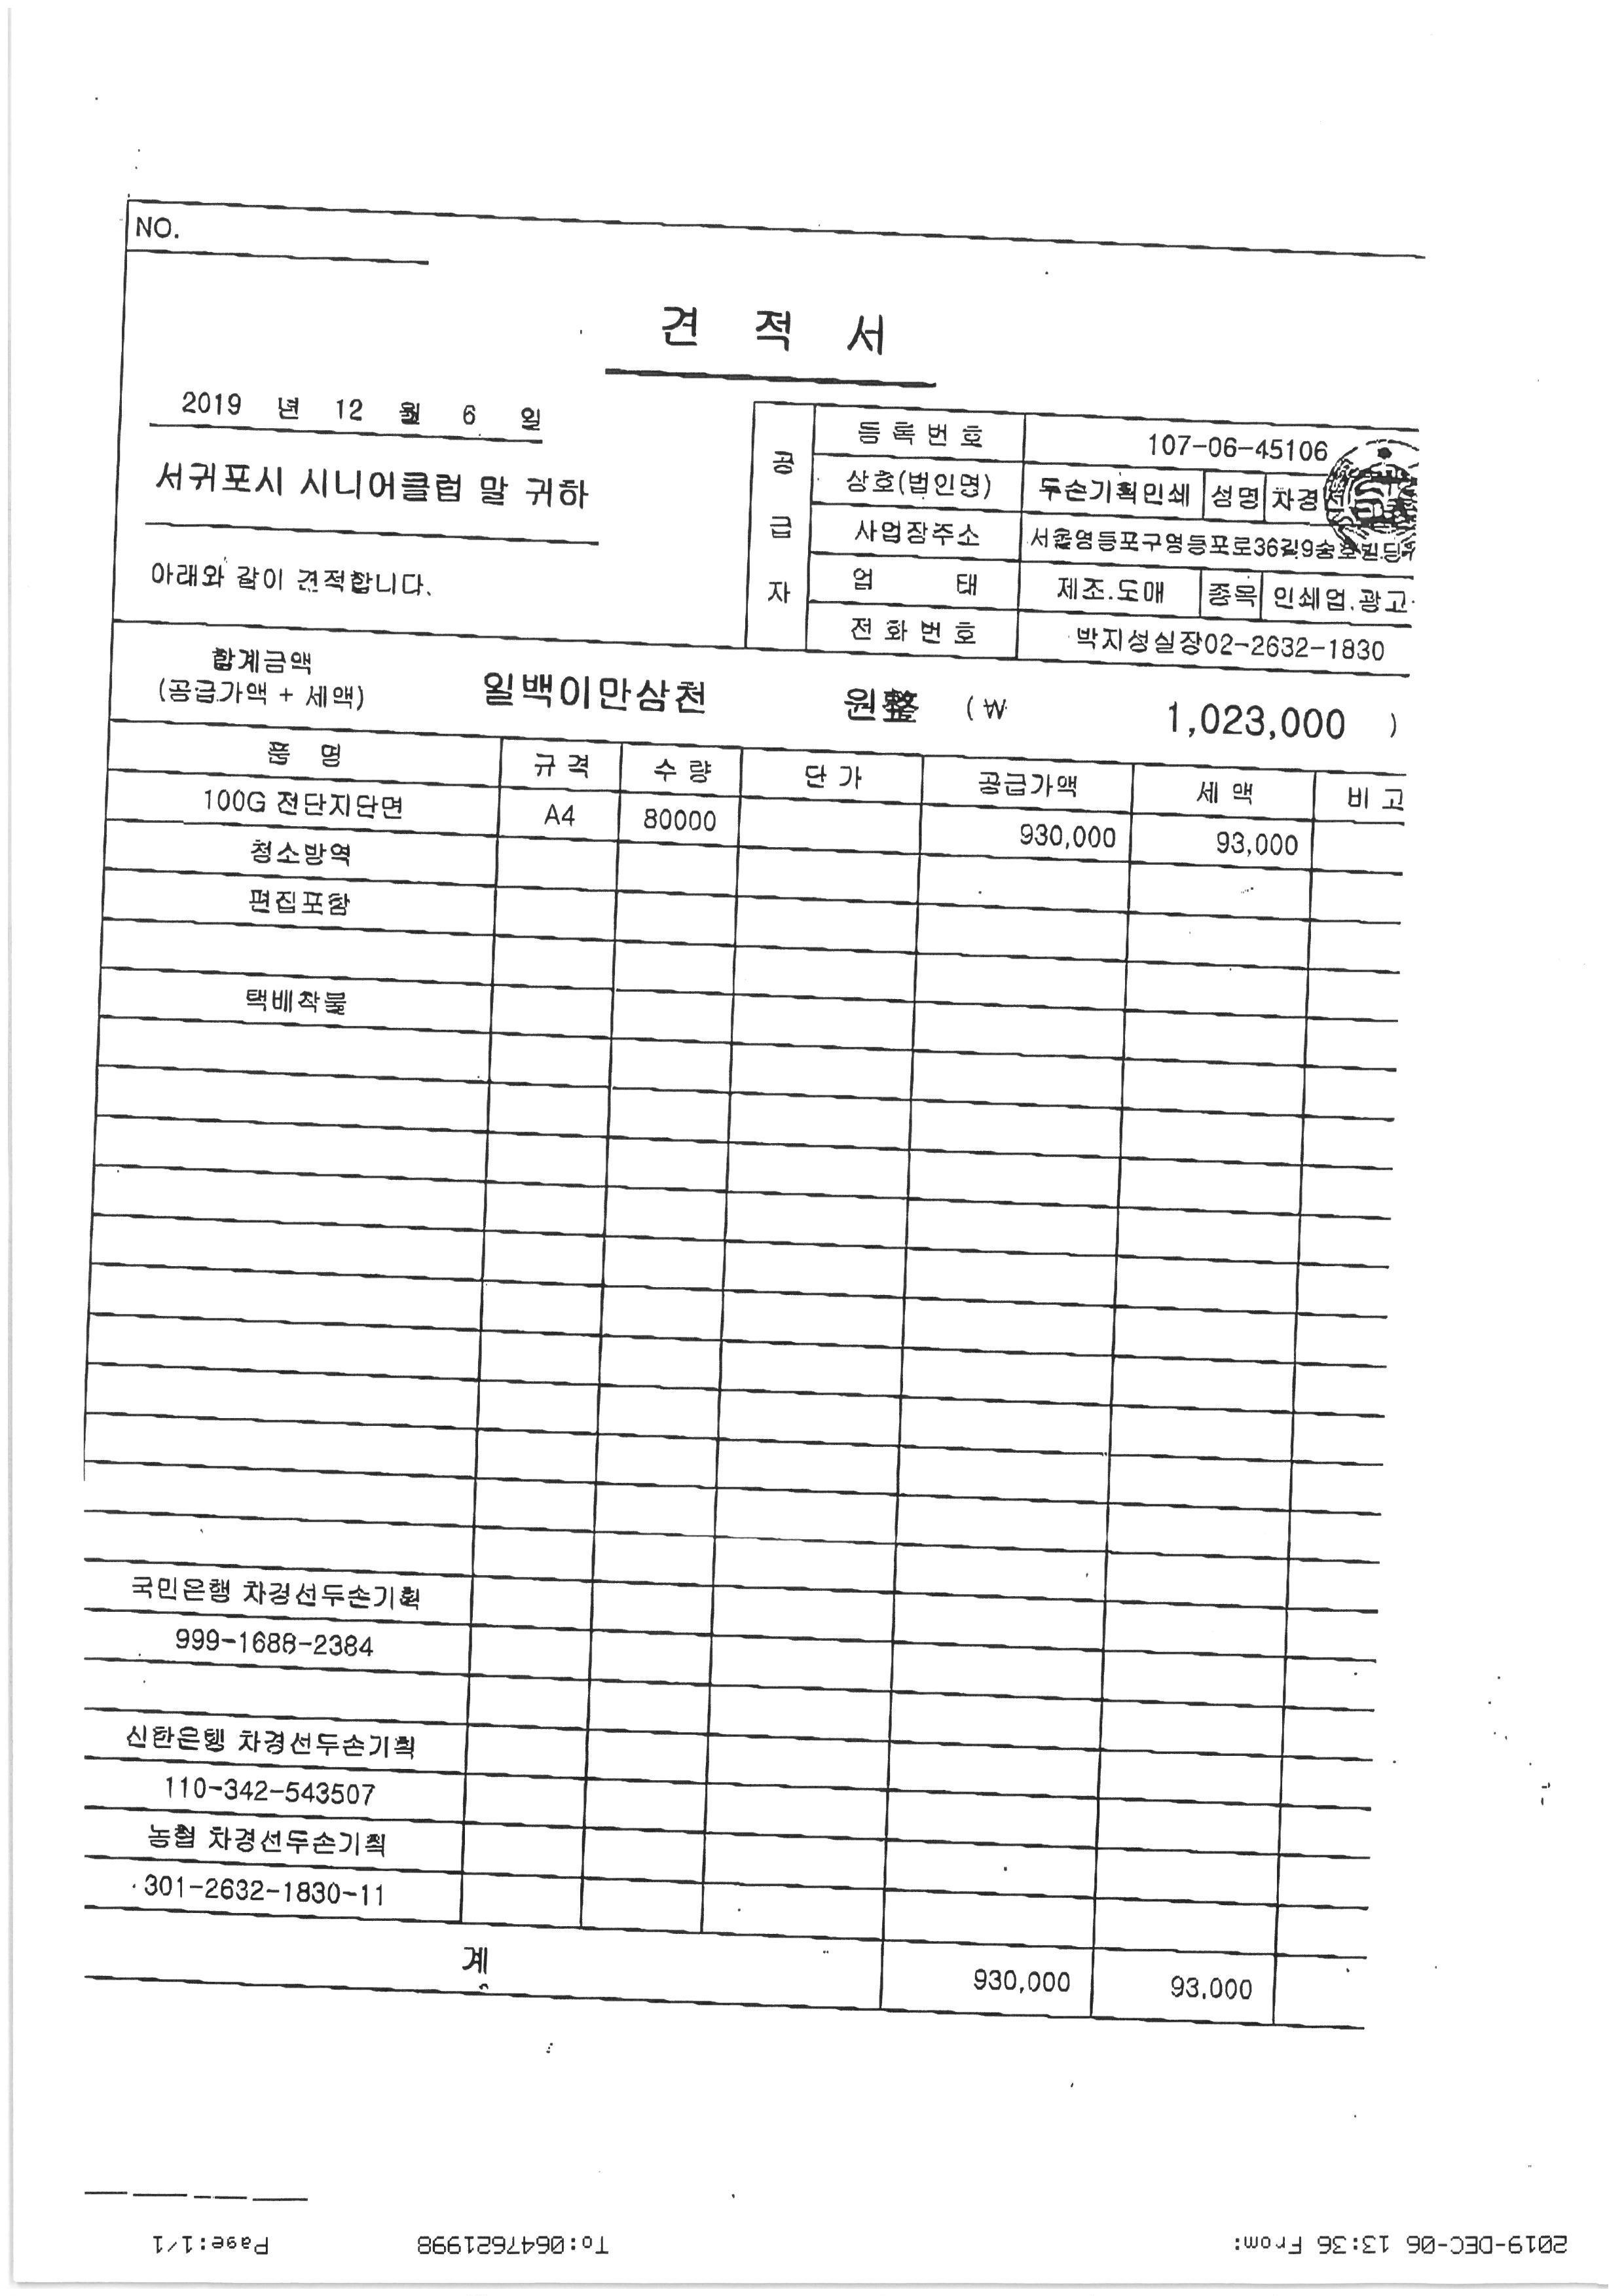 NO.
견 적 서
2019 년 12 월 6 일
서귀포시 시니어클럽 말 귀하
아래와 같이 견적합니다.
공급자
등록번호 107-06-45106
상호(법인명) 두손기획인쇄 성명 차경
사업장주소 서울영등포구영등포로36길9송호빌딩
업 태 제조.도매 종목 인쇄업.광고
전화번호 박지성실장02-2632-1830
합계금액
(공급가액 + 세액) 일백이만삼천 원整 (₩ 1,023,000 )
품 명 규격 수량 단가 공급가액 세액 비고
100G 전단지단면 A4 80000 930,000 93,000
청소방역
편집포함
택배착불
국민은행 차경선두손기획
999-1688-2384
신한은행 차경선두손기획
110-342-543507
농협 차경선두손기획
301-2632-1830-11
계 930,000 93,000
2019-DEC-06 13:36 From: To:0647621998 Page:1/1